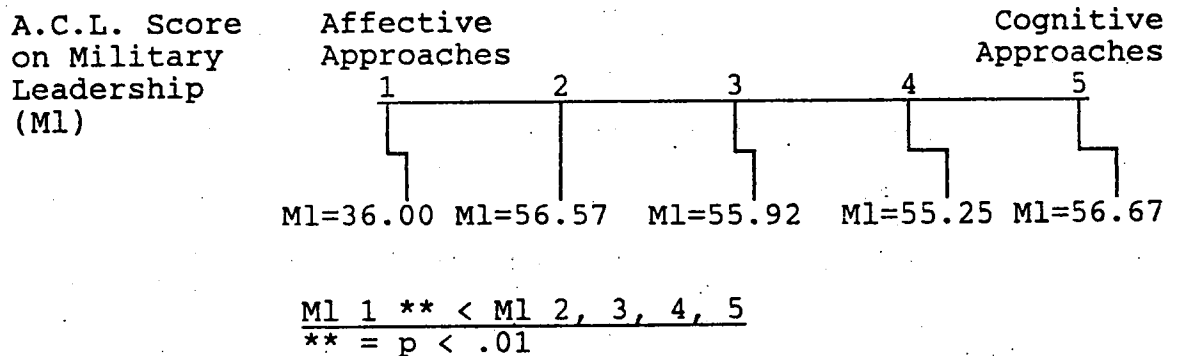 A.C.L. Score
on Military
Leadership
(Ml)
Affective
Approaches
Cognitive
Approaches
1 2 3 4 5
Ml=36.00 Ml=56.57 Ml=55.92 Ml=55.25 Ml=56.67
Ml 1 ** < Ml 2, 3, 4, 5
** = p < .01